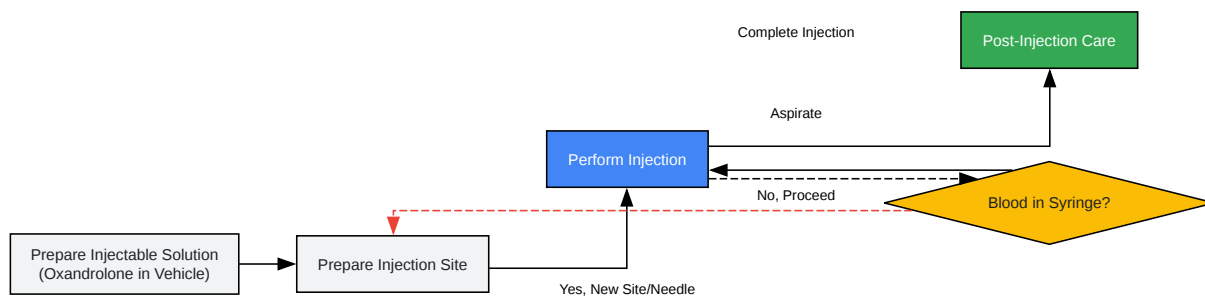 Complete Injection
Post-Injection Care
Aspirate
Perform Injection
No, Proceed
Blood in Syringe?
Prepare Injectable Solution
(Oxandrolone in Vehicle)
Prepare Injection Site
Yes, New Site/Needle